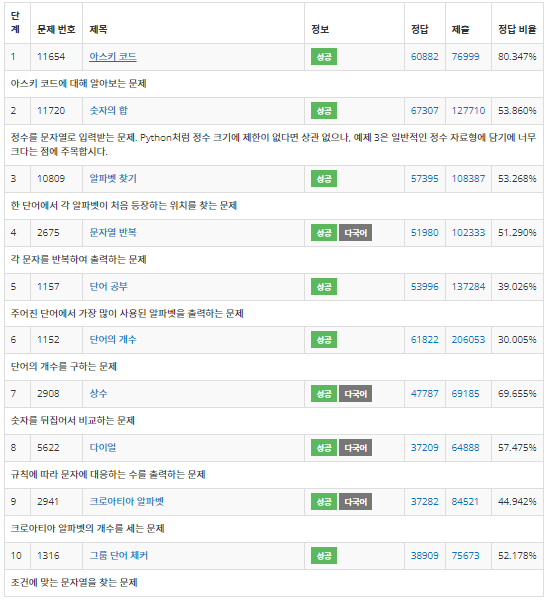 단
계 문제 번호 제목 정보 정답 제출 정답 비율
1 11654 아스키 코드 성공 60882 76999 80.347%
아스키 코드에 대해 알아보는 문제
2 11720 숫자의 합 성공 67307 127710 53.860%
정수를 문자열로 입력받는 문제. Python처럼 정수 크기에 제한이 없다면 상관 없으나, 예제 3은 일반적인 정수 자료형에 담기에 너무
크다는 점에 주목합시다.
3 10809 알파벳 찾기 성공 57395 108387 53.268%
한 단어에서 각 알파벳이 처음 등장하는 위치를 찾는 문제
4 2675 문자열 반복 성공 다국어 51980 102333 51.290%
각 문자를 반복하여 출력하는 문제
5 1157 단어 공부 성공 53996 137284 39.026%
주어진 단어에서 가장 많이 사용된 알파벳을 출력하는 문제
6 1152 단어의 개수 성공 61822 206053 30.005%
단어의 개수를 구하는 문제
7 2908 상수 성공 다국어 47787 69185 69.655%
숫자를 뒤집어서 비교하는 문제
8 5622 다이얼 성공 다국어 37209 64888 57.475%
규칙에 따라 문자에 대응하는 수를 출력하는 문제
9 2941 크로아티아 알파벳 성공 다국어 37282 84521 44.942%
크로아티아 알파벳의 개수를 세는 문제
10 1316 그룹 단어 체커 성공 38909 75673 52.178%
조건에 맞는 문자열을 찾는 문제